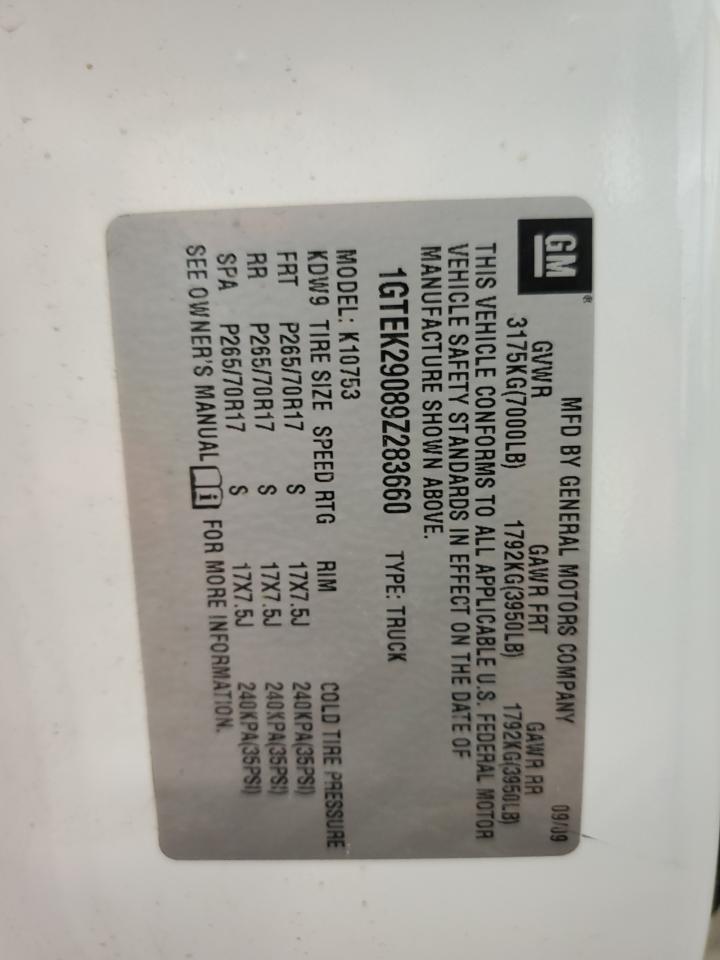 GM®
MFD BY GENERAL MOTORS COMPANY 09/09
GVWR GAWR FRT GAWR RR
3175KG(7000LB) 1792KG(3950LB) 1792KG(3950LB)
THIS VEHICLE CONFORMS TO ALL APPLICABLE U.S. FEDERAL MOTOR
VEHICLE SAFETY STANDARDS IN EFFECT ON THE DATE OF
MANUFACTURE SHOWN ABOVE.
1GTEK29089Z283660 TYPE: TRUCK
MODEL: K10753
KDW9 TIRE SIZE SPEED RTG RIM COLD TIRE PRESSURE
FRT P265/70R17 S 17X7.5J 240KPA(35PSI)
RR P265/70R17 S 17X7.5J 240KPA(35PSI)
SPA P265/70R17 S 17X7.5J 240KPA(35PSI)
SEE OWNER'S MANUAL i FOR MORE INFORMATION.